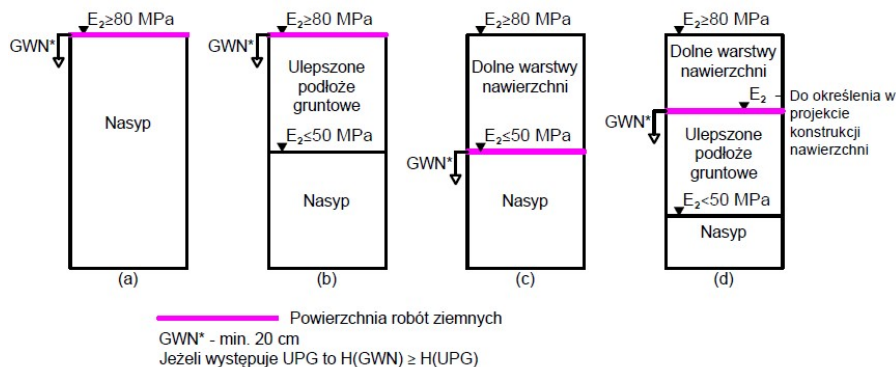 E₂≥80 MPa
GWN*
Nasyp
(a)
E₂≥80 MPa
GWN*
Ulepszone
podłoże
gruntowe
E₂≤50 MPa
Nasyp
(b)
E₂≥80 MPa
Dolne warstwy
nawierzchni
E₂≤50 MPa
GWN*
Nasyp
(c)
E₂≥80 MPa
Dolne warstwy
nawierzchni
E₂ - Do określenia w
projekcie
konstrukcji
nawierzchni
GWN*
Ulepszone
podłoże
gruntowe
E₂<50 MPa
Nasyp
(d)
Powierzchnia robót ziemnych
GWN* - min. 20 cm
Jeżeli występuje UPG to H(GWN) ≥ H(UPG)